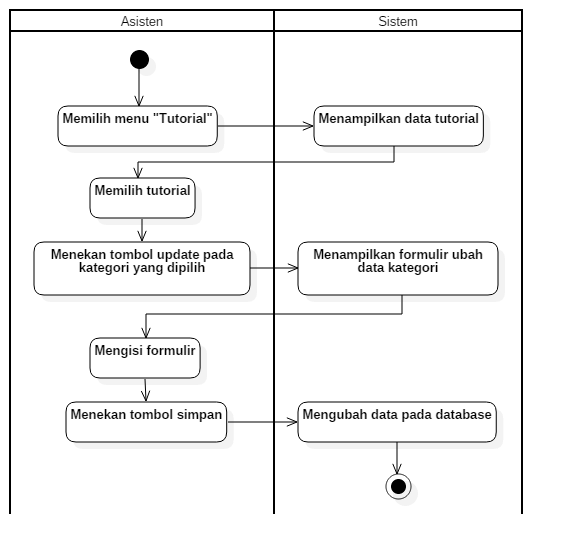 Asisten
Sistem
Memilih menu "Tutorial"
Menampilkan data tutorial
Memilih tutorial
Menekan tombol update pada
kategori yang dipilih
Menampilkan formulir ubah
data kategori
Mengisi formulir
Menekan tombol simpan
Mengubah data pada database